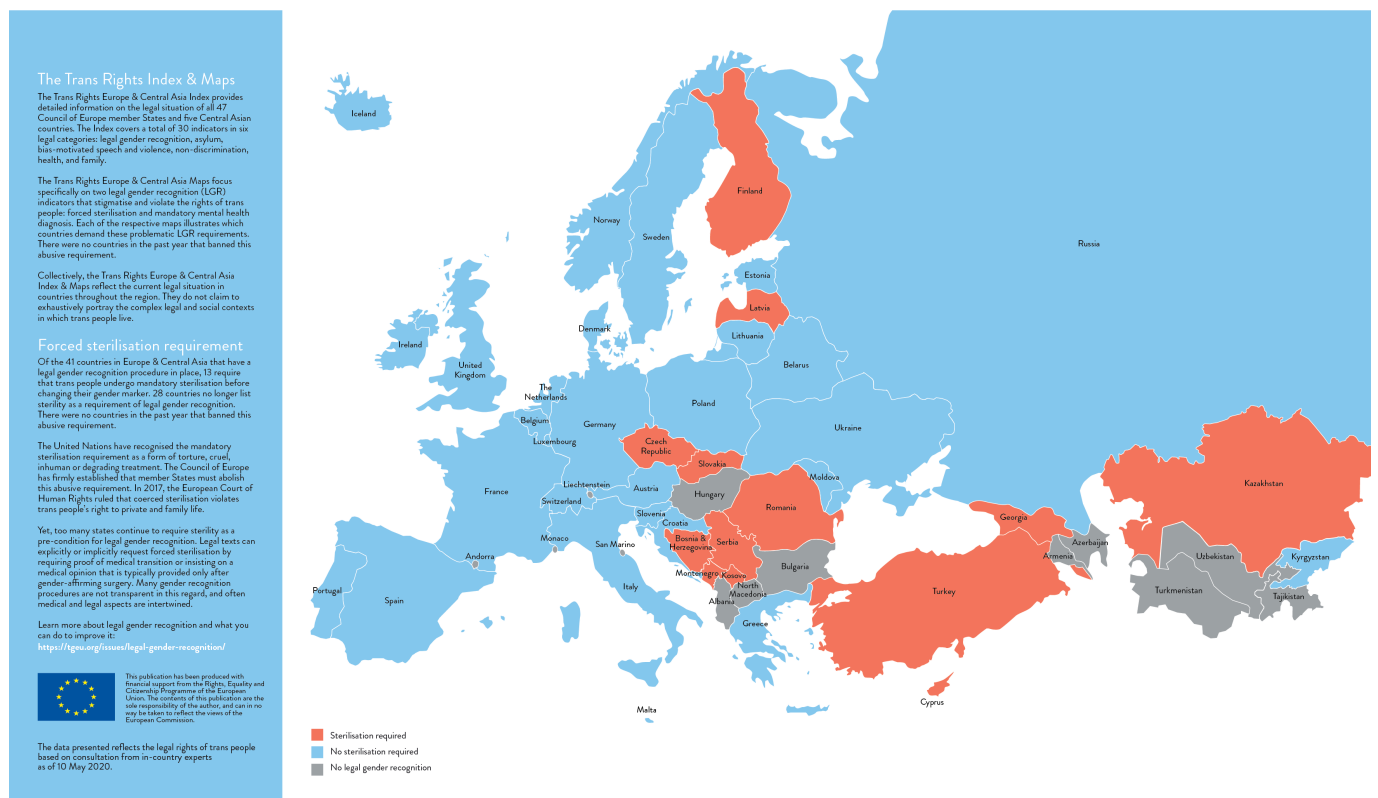 The Trans Rights Index & Maps
The Trans Rights Europe & Central Asia Index provides
detailed information on the legal situation of all 47
Council of Europe member States and five Central Asian
countries. The Index covers a total of 30 indicators in six
legal categories: legal gender recognition, asylum,
bias-motivated speech and violence, non-discrimination,
health, and family.
The Trans Rights Europe & Central Asia Maps focus
specifically on two legal gender recognition (LGR)
indicators that stigmatise and violate the rights of trans
people: forced sterilisation and mandatory mental health
diagnosis. Each of the respective maps illustrates which
countries demand these problematic LGR requirements.
There were no countries in the past year that banned this
abusive requirement.
Collectively, the Trans Rights Europe & Central Asia
Index & Maps reflect the current legal situation in
countries throughout the region. They do not claim to
exhaustively portray the complex legal and social contexts
in which trans people live.
Forced sterilisation requirement
Of the 41 countries in Europe & Central Asia that have a
legal gender recognition procedure in place, 13 require
that trans people undergo mandatory sterilisation before
changing their gender marker. 28 countries no longer list
sterility as a requirement of legal gender recognition.
There were no countries in the past year that banned this
abusive requirement.
The United Nations have recognised the mandatory
sterilisation requirement as a form of torture, cruel,
inhuman or degrading treatment. The Council of Europe
has firmly established that member States must abolish
this abusive requirement. In 2017, the European Court of
Human Rights ruled that coerced sterilisation violates
trans people's right to private and family life.
Yet, too many states continue to require sterility as a
pre-condition for legal gender recognition. Legal texts can
explicitly or implicitly request forced sterilisation by
requiring proof of medical transition or insisting on a
medical opinion that is typically provided only after
gender-affirming surgery. Many gender recognition
procedures are not transparent in this regard, and often
medical and legal aspects are intertwined.
Learn more about legal gender recognition and what you
can do to improve it:
https://tgeu.org/issues/legal-gender-recognition/
This publication has been produced with
financial support from the Rights, Equality and
Citizenship Programme of the European
Union. The contents of this publication are the
sole responsibility of the author, and can in no
way be taken to reflect the views of the
European Commission.
The data presented reflects the legal rights of trans people
based on consultation from in-country experts
as of 10 May 2020.
Iceland
Finland
Norway
Sweden
Russia
Estonia
Latvia
Denmark
Lithuania
Ireland
United
Kingdom
Belarus
The
Netherlands
Poland
Belgium
Germany
Ukraine
Luxembourg
Czech
Republic
Slovakia
Liechtenstein
France
Austria
Hungary
Moldova
Kazakhstan
Switzerland
Romania
Slovenia
Croatia
Georgia
Monaco
San Marino
Bosnia &
Herzegovina
Serbia
Azerbaijan
Armenia
Uzbekistan
Kyrgyzstan
Andorra
Bulgaria
Montenegro
Kosovo
Italy
North
Macedonia
Albania
Portugal
Spain
Turkey
Turkmenistan
Tajikistan
Greece
Malta
Cyprus
Sterilisation required
No sterilisation required
No legal gender recognition